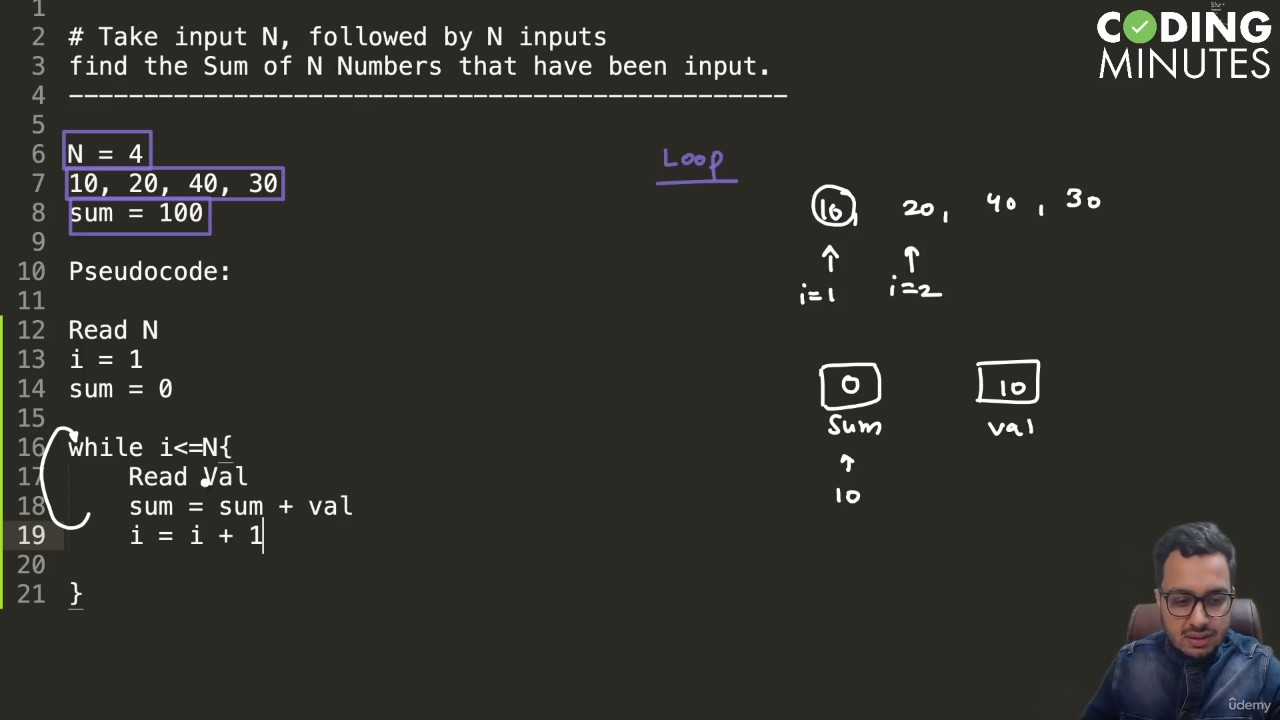 CODING
MINUTES
1
2 # Take input N, followed by N inputs
3 find the Sum of N Numbers that have been input.
4 ------------------------------------------------
5
6 N = 4
7 10, 20, 40, 30
8 sum = 100
9
10 Pseudocode:
11
12 Read N
13 i = 1
14 sum = 0
15
16 while i<=N{
17 Read Val
18 sum = sum + val
19 i = i + 1
20
21 }
Loop
10, 20, 40, 30
i=1 i=2
0 10
Sum val
10
ûdemy